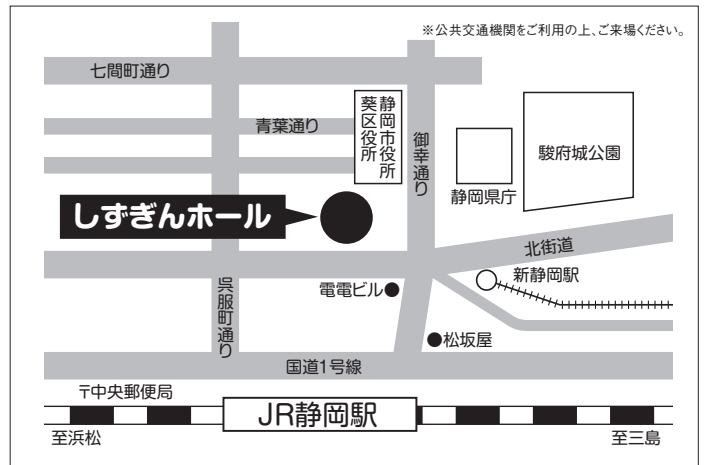 ※公共交通機関をご利用の上、ご来場ください。
七間町通り
青葉通り
静岡市役所
葵区役所
御幸通り
静岡県庁
駿府城公園
しずぎんホール
北街道
新静岡駅
電電ビル
呉服町通り
松坂屋
国道1号線
〒中央郵便局
JR静岡駅
至浜松
至三島